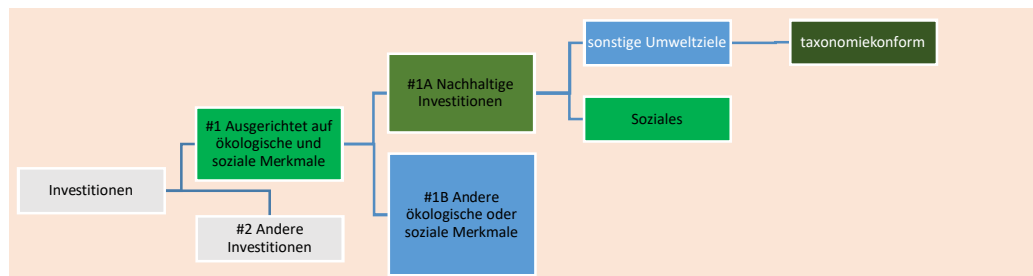 Investitionen
#1 Ausgerichtet auf
ökologische und
soziale Merkmale
#2 Andere
Investitionen
#1A Nachhaltige
Investitionen
#1B Andere
ökologische oder
soziale Merkmale
sonstige Umweltziele
taxonomiekonform
Soziales